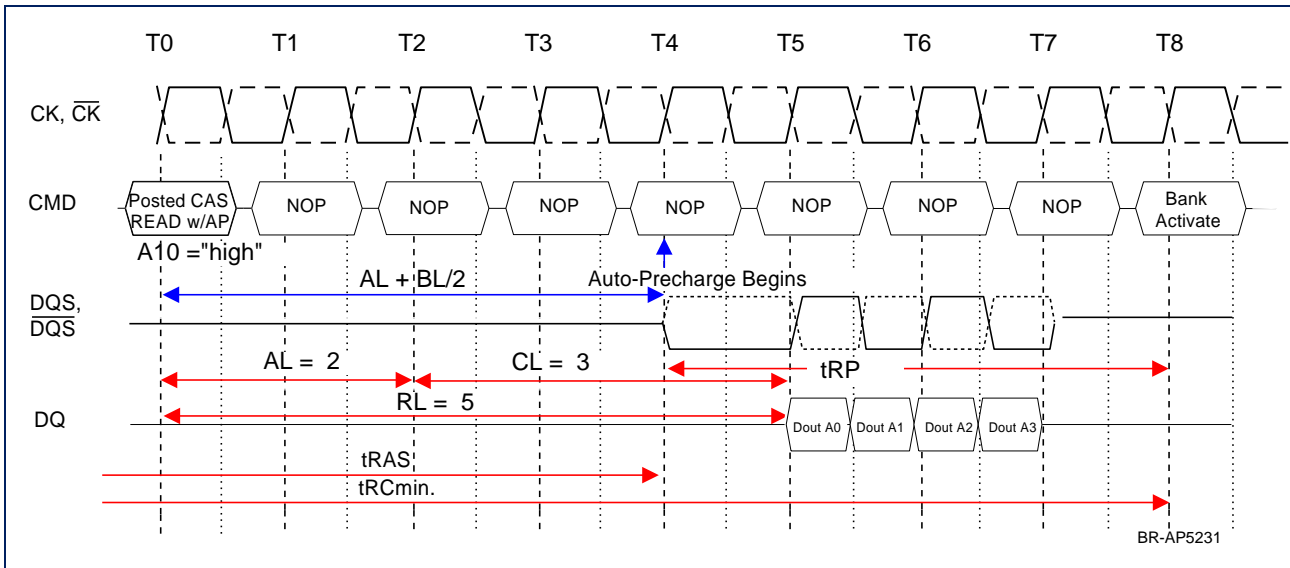 T0 T1 T2 T3 T4 T5 T6 T7 T8
CK, CK
CMD
Posted CAS
READ w/AP
NOP NOP NOP NOP NOP NOP NOP
Bank
Activate
A10 ="high"
AL + BL/2
Auto-Precharge Begins
DQS,
DQS
AL = 2
CL = 3
tRP
RL = 5
DQ
Dout A0 Dout A1 Dout A2 Dout A3
tRAS
tRCmin.
BR-AP5231